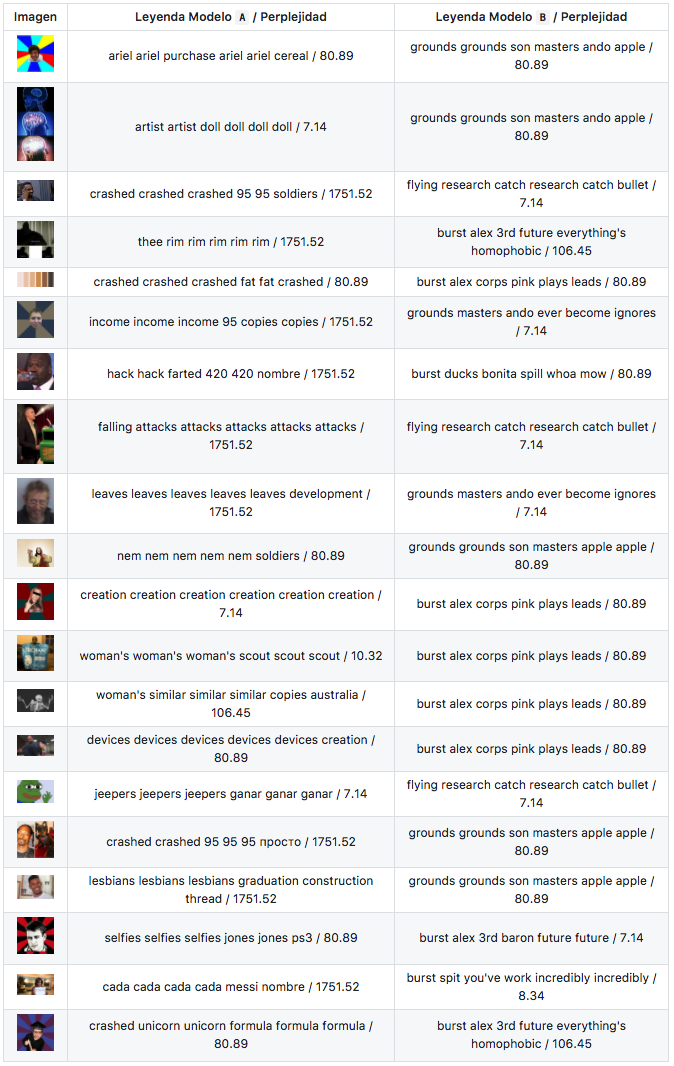 Imagen
Leyenda Modelo A / Perplejidad
Leyenda Modelo B / Perplejidad
ariel ariel purchase ariel ariel cereal / 80.89
grounds grounds son masters ando apple /
80.89
artist artist doll doll doll doll / 7.14
grounds grounds son masters ando apple /
80.89
crashed crashed crashed 95 95 soldiers / 1751.52
flying research catch research catch bullet /
7.14
thee rim rim rim rim rim / 1751.52
burst alex 3rd future everything's
homophobic / 106.45
crashed crashed crashed fat fat crashed / 80.89
burst alex corps pink plays leads / 80.89
income income income 95 copies copies / 1751.52
grounds masters ando ever become ignores
/ 7.14
hack hack farted 420 420 nombre / 1751.52
burst ducks bonita spill whoa mow / 80.89
falling attacks attacks attacks attacks attacks /
1751.52
flying research catch research catch bullet /
7.14
leaves leaves leaves leaves leaves development /
1751.52
grounds masters ando ever become ignores
/ 7.14
nem nem nem nem nem soldiers / 80.89
grounds grounds son masters apple apple /
80.89
creation creation creation creation creation creation /
7.14
burst alex corps pink plays leads / 80.89
woman's woman's woman's scout scout scout / 10.32
burst alex corps pink plays leads / 80.89
woman's similar similar similar copies australia /
106.45
burst alex corps pink plays leads / 80.89
devices devices devices devices devices creation /
80.89
burst alex corps pink plays leads / 80.89
jeepers jeepers jeepers ganar ganar ganar / 7.14
flying research catch research catch bullet /
7.14
crashed crashed 95 95 95 просто / 1751.52
grounds grounds son masters apple apple /
80.89
lesbians lesbians lesbians graduation construction
thread / 1751.52
grounds grounds son masters apple apple /
80.89
selfies selfies selfies jones jones ps3 / 80.89
burst alex 3rd baron future future / 7.14
cada cada cada cada messi nombre / 1751.52
burst spit you've work incredibly incredibly /
8.34
crashed unicorn unicorn formula formula formula /
80.89
burst alex 3rd future everything's
homophobic / 106.45